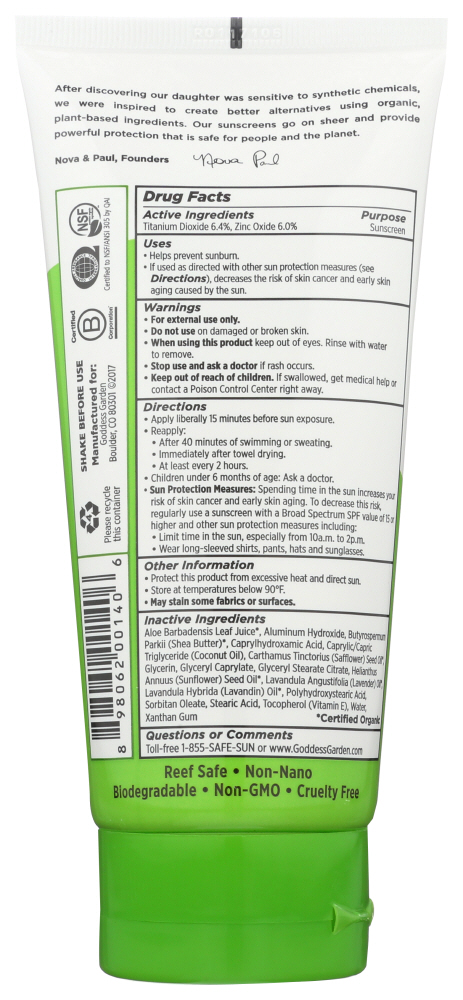 After discovering our daughter was sensitive to synthetic chemicals,
we were inspired to create better alternatives using organic,
plant-based ingredients. Our sunscreens go on sheer and provide
powerful protection that is safe for people and the planet.
Nova & Paul, Founders Nova Paul
Drug Facts
Active Ingredients Purpose
Titanium Dioxide 6.4%, Zinc Oxide 6.0% Sunscreen
Uses
• Helps prevent sunburn.
• If used as directed with other sun protection measures (see
Directions), decreases the risk of skin cancer and early skin
aging caused by the sun.
Warnings
• For external use only.
• Do not use on damaged or broken skin.
• When using this product keep out of eyes. Rinse with water
to remove.
• Stop use and ask a doctor if rash occurs.
• Keep out of reach of children. If swallowed, get medical help or
contact a Poison Control Center right away.
Directions
• Apply liberally 15 minutes before sun exposure.
• Reapply:
• After 40 minutes of swimming or sweating.
• Immediately after towel drying.
• At least every 2 hours.
• Children under 6 months of age: Ask a doctor.
• Sun Protection Measures: Spending time in the sun increases your
risk of skin cancer and early skin aging. To decrease this risk,
regularly use a sunscreen with a Broad Spectrum SPF value of 15 or
higher and other sun protection measures including:
• Limit time in the sun, especially from 10a.m. to 2p.m.
• Wear long-sleeved shirts, pants, hats and sunglasses.
Other Information
• Protect this product from excessive heat and direct sun.
• Store at temperatures below 90°F.
• May stain some fabrics or surfaces.
Inactive Ingredients
Aloe Barbadensis Leaf Juice*, Aluminum Hydroxide, Butyrospermum
Parkii (Shea Butter)*, Caprylhydroxamic Acid, Caprylic/Capric
Triglyceride (Coconut Oil), Carthamus Tinctorius (Safflower) Seed Oil*,
Glycerin, Glyceryl Caprylate, Glyceryl Stearate Citrate, Helianthus
Annuus (Sunflower) Seed Oil*, Lavandula Angustifolia (Lavender) Oil*,
Lavandula Hybrida (Lavandin) Oil*, Polyhydroxystearic Acid,
Sorbitan Oleate, Stearic Acid, Tocopherol (Vitamin E), Water,
Xanthan Gum *Certified Organic
Questions or Comments
Toll-free 1-855-SAFE-SUN or www.GoddessGarden.com
NSF
Certified to NSF/ANSI 305 by QAI
Certified
B
Corporation
SHAKE BEFORE USE
Manufactured for:
Goddess Garden
Boulder, CO 80301 ©2017
Please recycle
this container
8 98062 00140 6
Reef Safe • Non-Nano
Biodegradable • Non-GMO • Cruelty Free